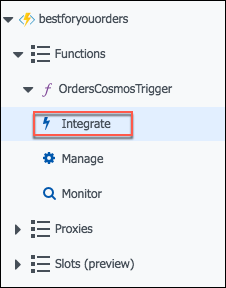 bestforyouorders
Functions
OrdersCosmosTrigger
Integrate
Manage
Monitor
Proxies
Slots (preview)